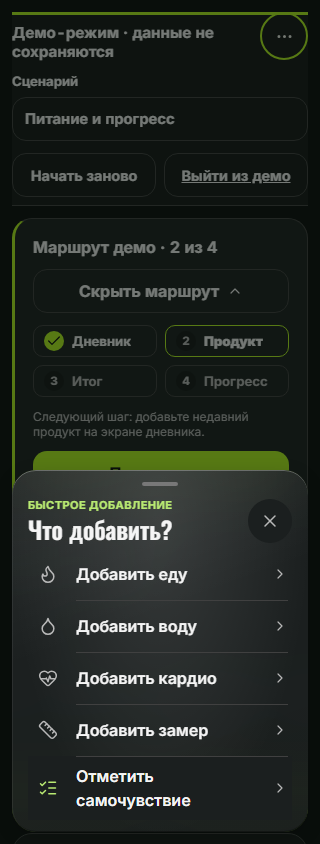 Демо-режим · данные не
сохраняются
Сценарий
Питание и прогресс
Начать заново
Выйти из демо
Маршрут демо · 2 из 4
Скрыть маршрут
Дневник
2 Продукт
3 Итог
4 Прогресс
Следующий шаг: добавьте недавний
продукт на экране дневника.
БЫСТРОЕ ДОБАВЛЕНИЕ
Что добавить?
Добавить еду
Добавить воду
Добавить кардио
Добавить замер
Отметить
самочувствие